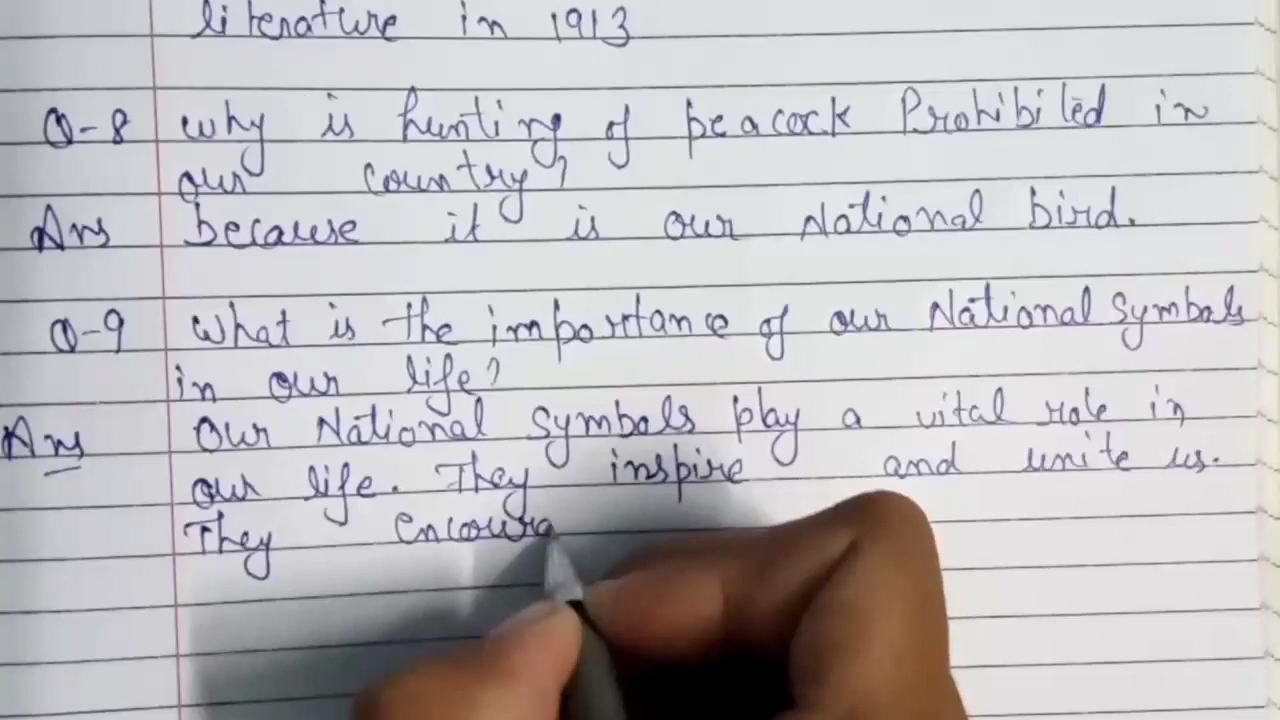 literature in 1913
Q-8 why is hunting of peacock Prohibited in
our country?
Ans because it is our National bird.
Q-9 What is the importance of our National Symbols
in our life?
Ans Our National Symbols play a vital role in
our life. They inspire and unite us.
They encoura